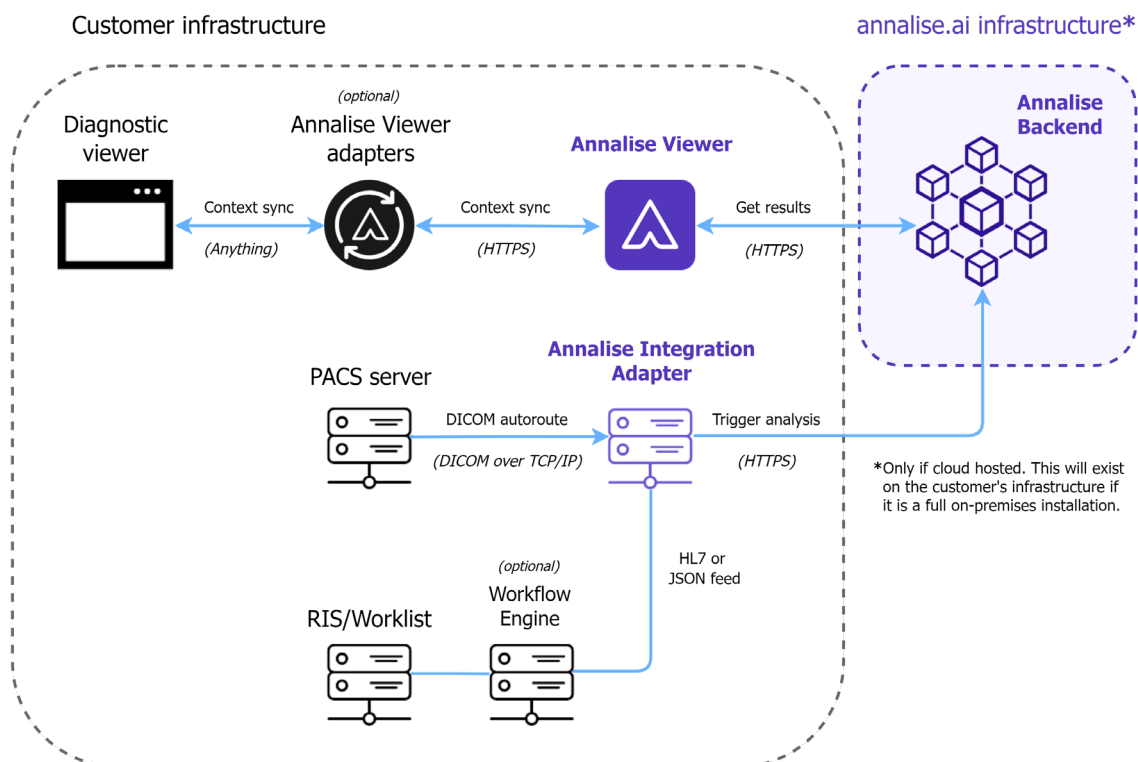 Customer infrastructure
annalise.ai infrastructure*
(optional)
Diagnostic
viewer
Annalise Viewer
adapters
Annalise Viewer
Annalise
Backend
Context sync
(Anything)
Context sync
(HTTPS)
Get results
(HTTPS)
PACS server
Annalise Integration
Adapter
DICOM autoroute
(DICOM over TCP/IP)
Trigger analysis
(HTTPS)
*Only if cloud hosted. This will exist
on the customer's infrastructure if
it is a full on-premises installation.
HL7 or
JSON feed
RIS/Worklist
(optional)
Workflow
Engine